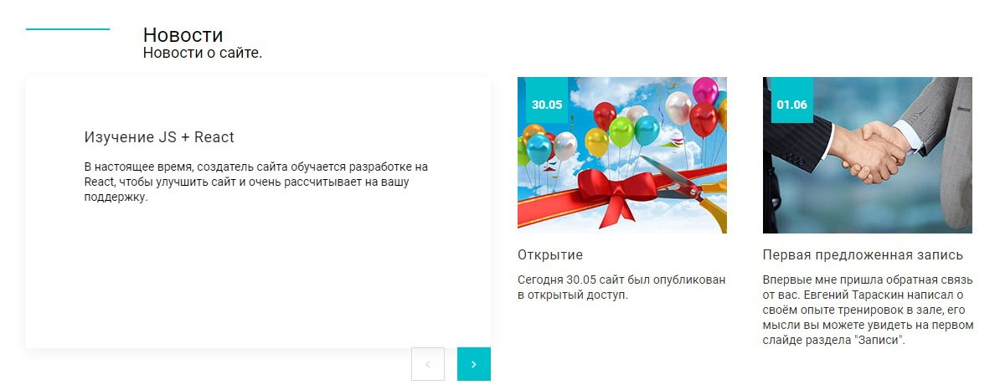 Новости
Новости о сайте.
Изучение JS + React
В настоящее время, создатель сайта обучается разработке на
React, чтобы улучшить сайт и очень рассчитывает на вашу
поддержку.
30.05
Открытие
Сегодня 30.05 сайт был опубликован
в открытый доступ.
01.06
Первая предложенная запись
Впервые мне пришла обратная связь
от вас. Евгений Тараскин написал о
своём опыте тренировок в зале, его
мысли вы можете увидеть на первом
слайде раздела "Записи".